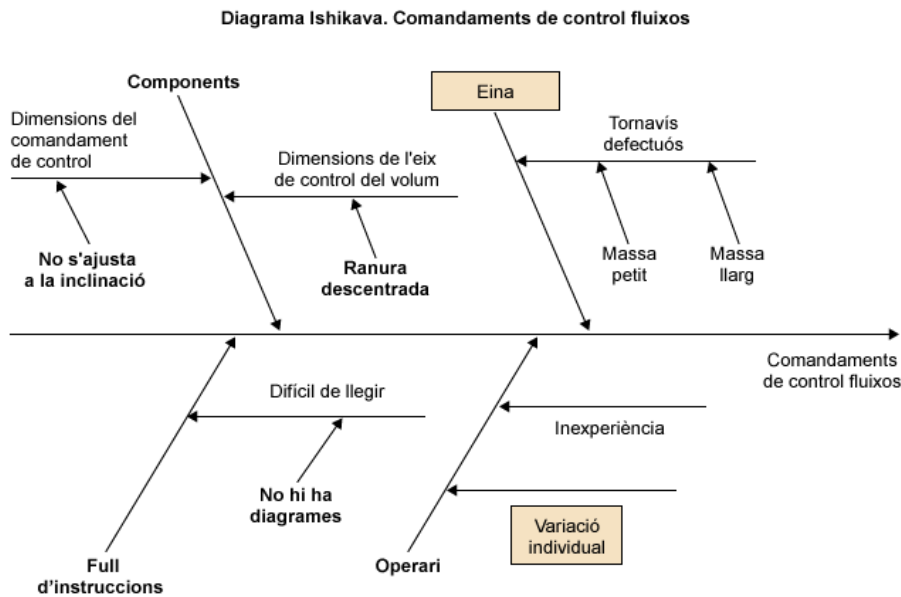 Diagrama Ishikava. Comandaments de control fluixos
Components
Eina
Dimensions del
comandament
de control
Dimensions de l'eix
de control del volum
Tornavís
defectuós
No s'ajusta
a la inclinació
Ranura
descentrada
Massa
petit
Massa
llarg
Comandaments
de control fluixos
Difícil de llegir
Inexperiència
No hi ha
diagrames
Variació
individual
Full
d'instruccions
Operari